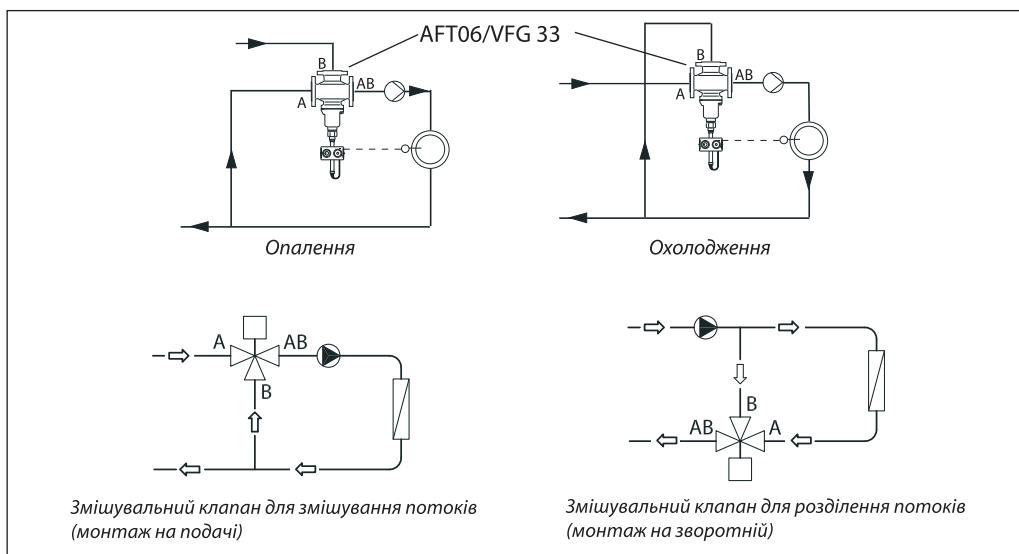 AFT06/VFG 33
B
AB
A
B
AB
A
Опалення
Охолодження
A
AB
B
B
AB
A
Змішувальний клапан для змішування потоків
(монтаж на подачі)
Змішувальний клапан для розділення потоків
(монтаж на зворотній)